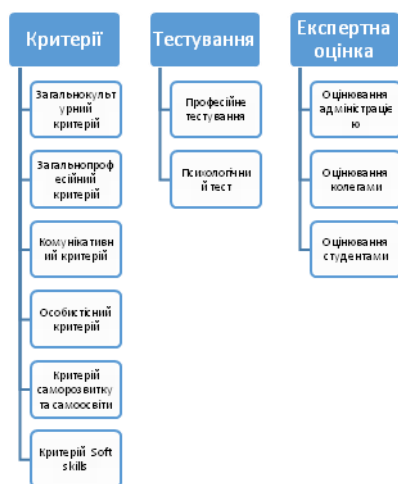 Критерії
Загальнокульт
урний
критерій
Загальнопроф
есійний
критерій
Комунікативн
ий критерій
Особистісний
критерій
Критерій
саморозвитку
та самоосвіти
Критерій Soft
skills
Тестування
Професійне
тестування
Психологічни
й тест
Експертна
оцінка
Оцінювання
адміністраціє
ю
Оцінювання
колегами
Оцінювання
студентами